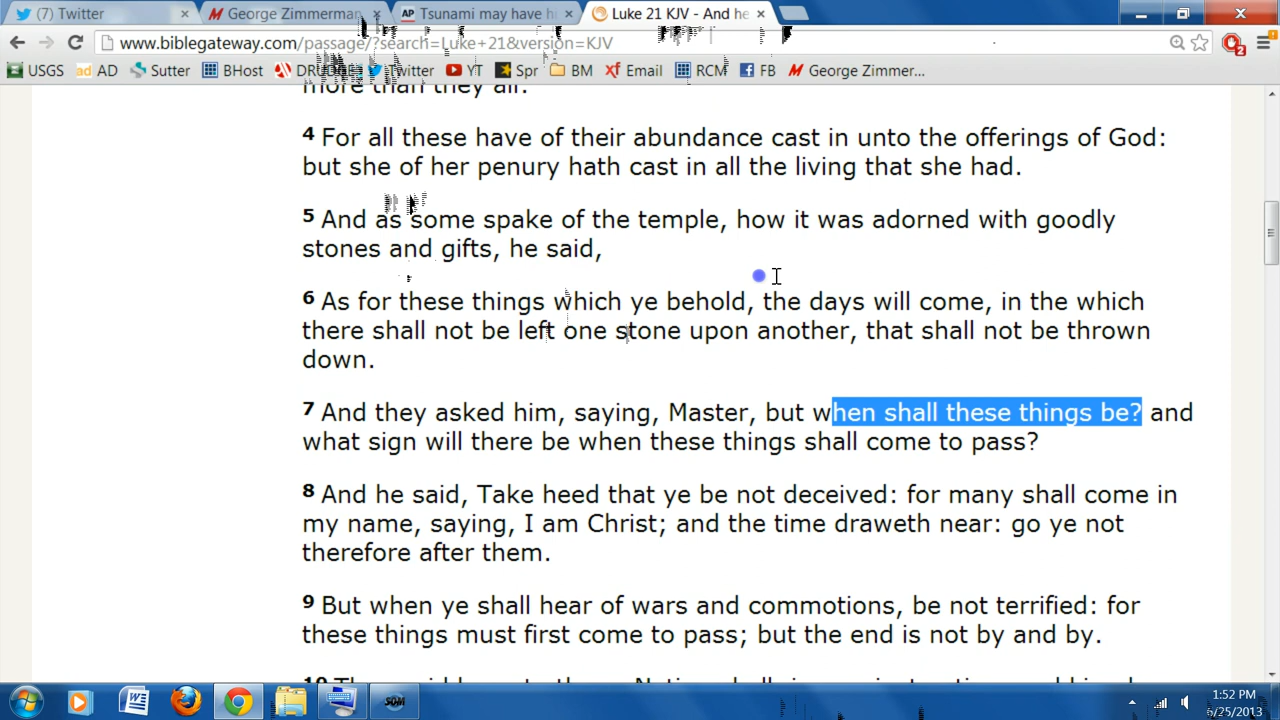 (7) Twitter
George Zimmerman
Tsunami may have h
Luke 21 KJV - And he
www.biblegateway.com/passage/?search=Luke+21&version=KJV
2
USGS ad AD Sutter BHost DRUDGE Twitter YT Spr BM Email RCM FB George Zimmer...
more than they all.
4 For all these have of their abundance cast in unto the offerings of God:
but she of her penury hath cast in all the living that she had.
5 And as some spake of the temple, how it was adorned with goodly
stones and gifts, he said,
6 As for these things which ye behold, the days will come, in the which
there shall not be left one stone upon another, that shall not be thrown
down.
7 And they asked him, saying, Master, but when shall these things be? and
what sign will there be when these things shall come to pass?
8 And he said, Take heed that ye be not deceived: for many shall come in
my name, saying, I am Christ; and the time draweth near: go ye not
therefore after them.
9 But when ye shall hear of wars and commotions, be not terrified: for
these things must first come to pass; but the end is not by and by.
1:52 PM
6/25/2013